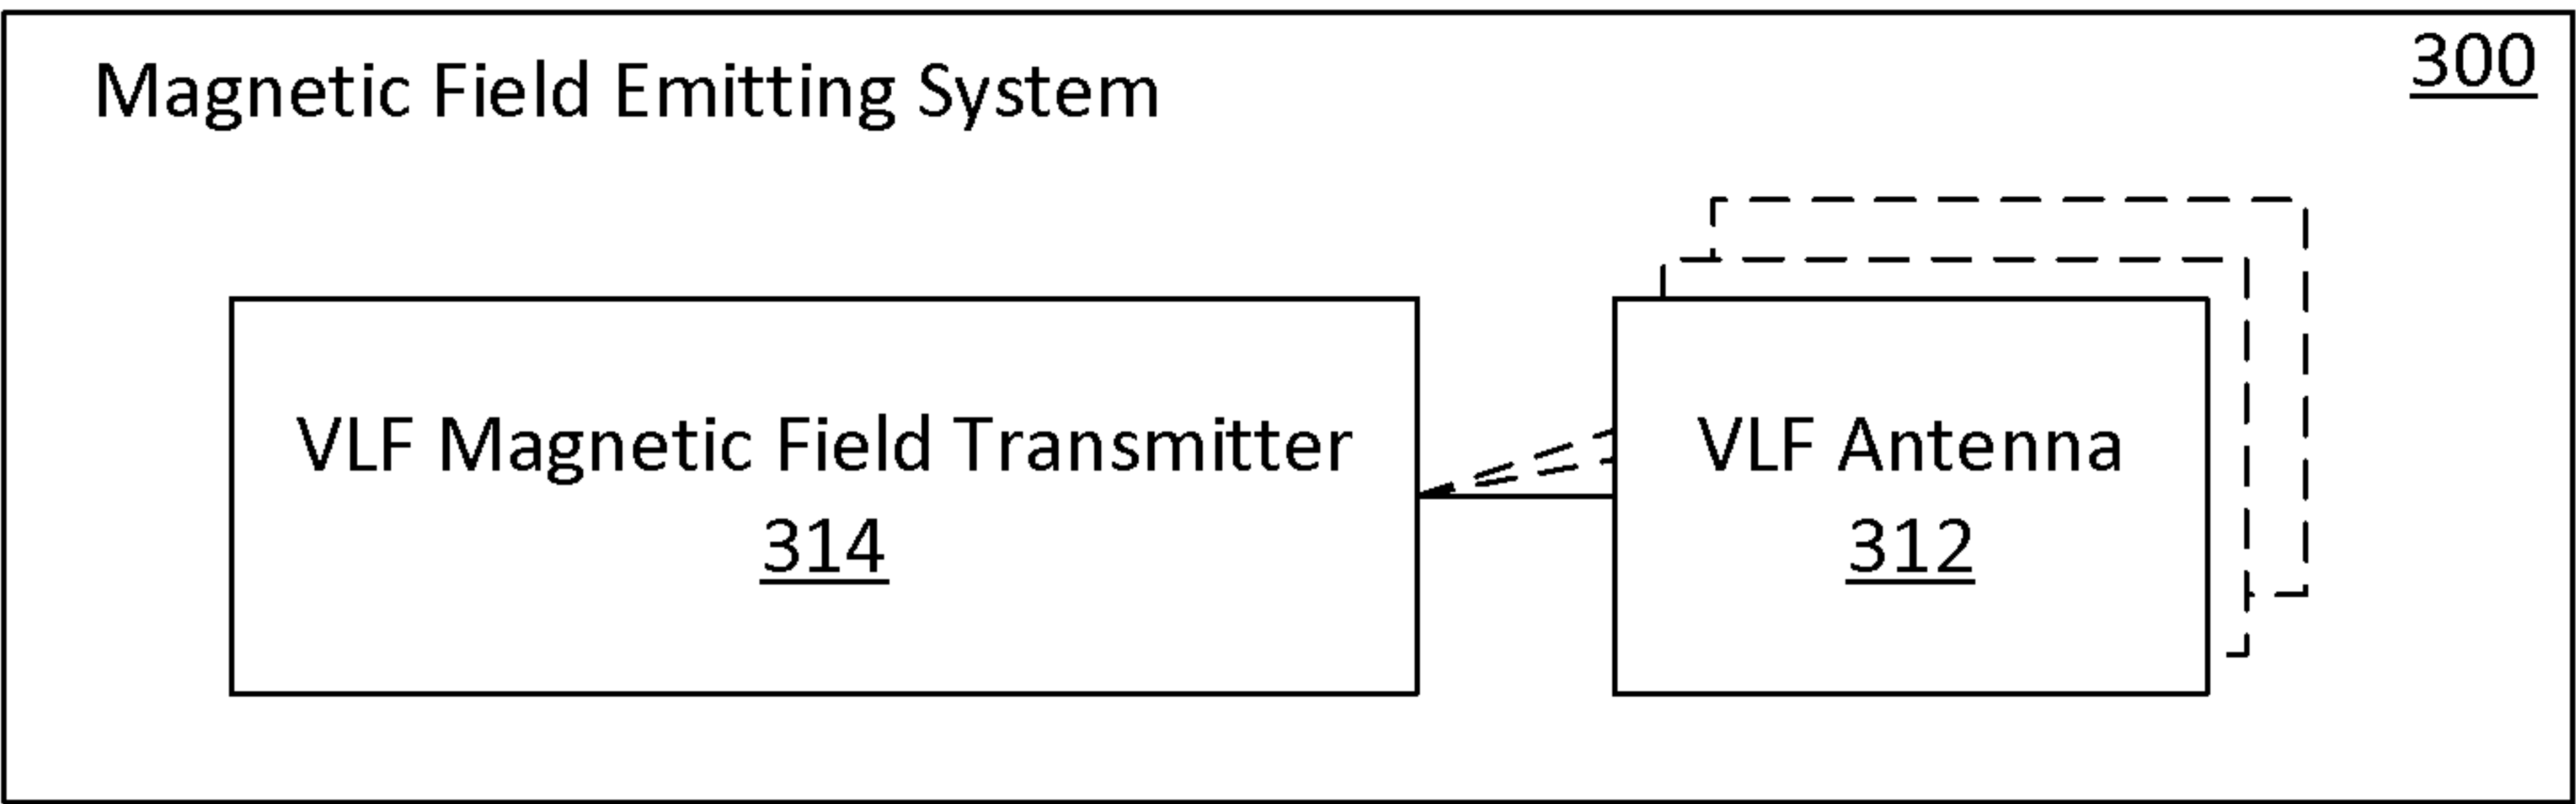 Magnetic Field Emitting System
300
VLF Magnetic Field Transmitter
314
VLF Antenna
312